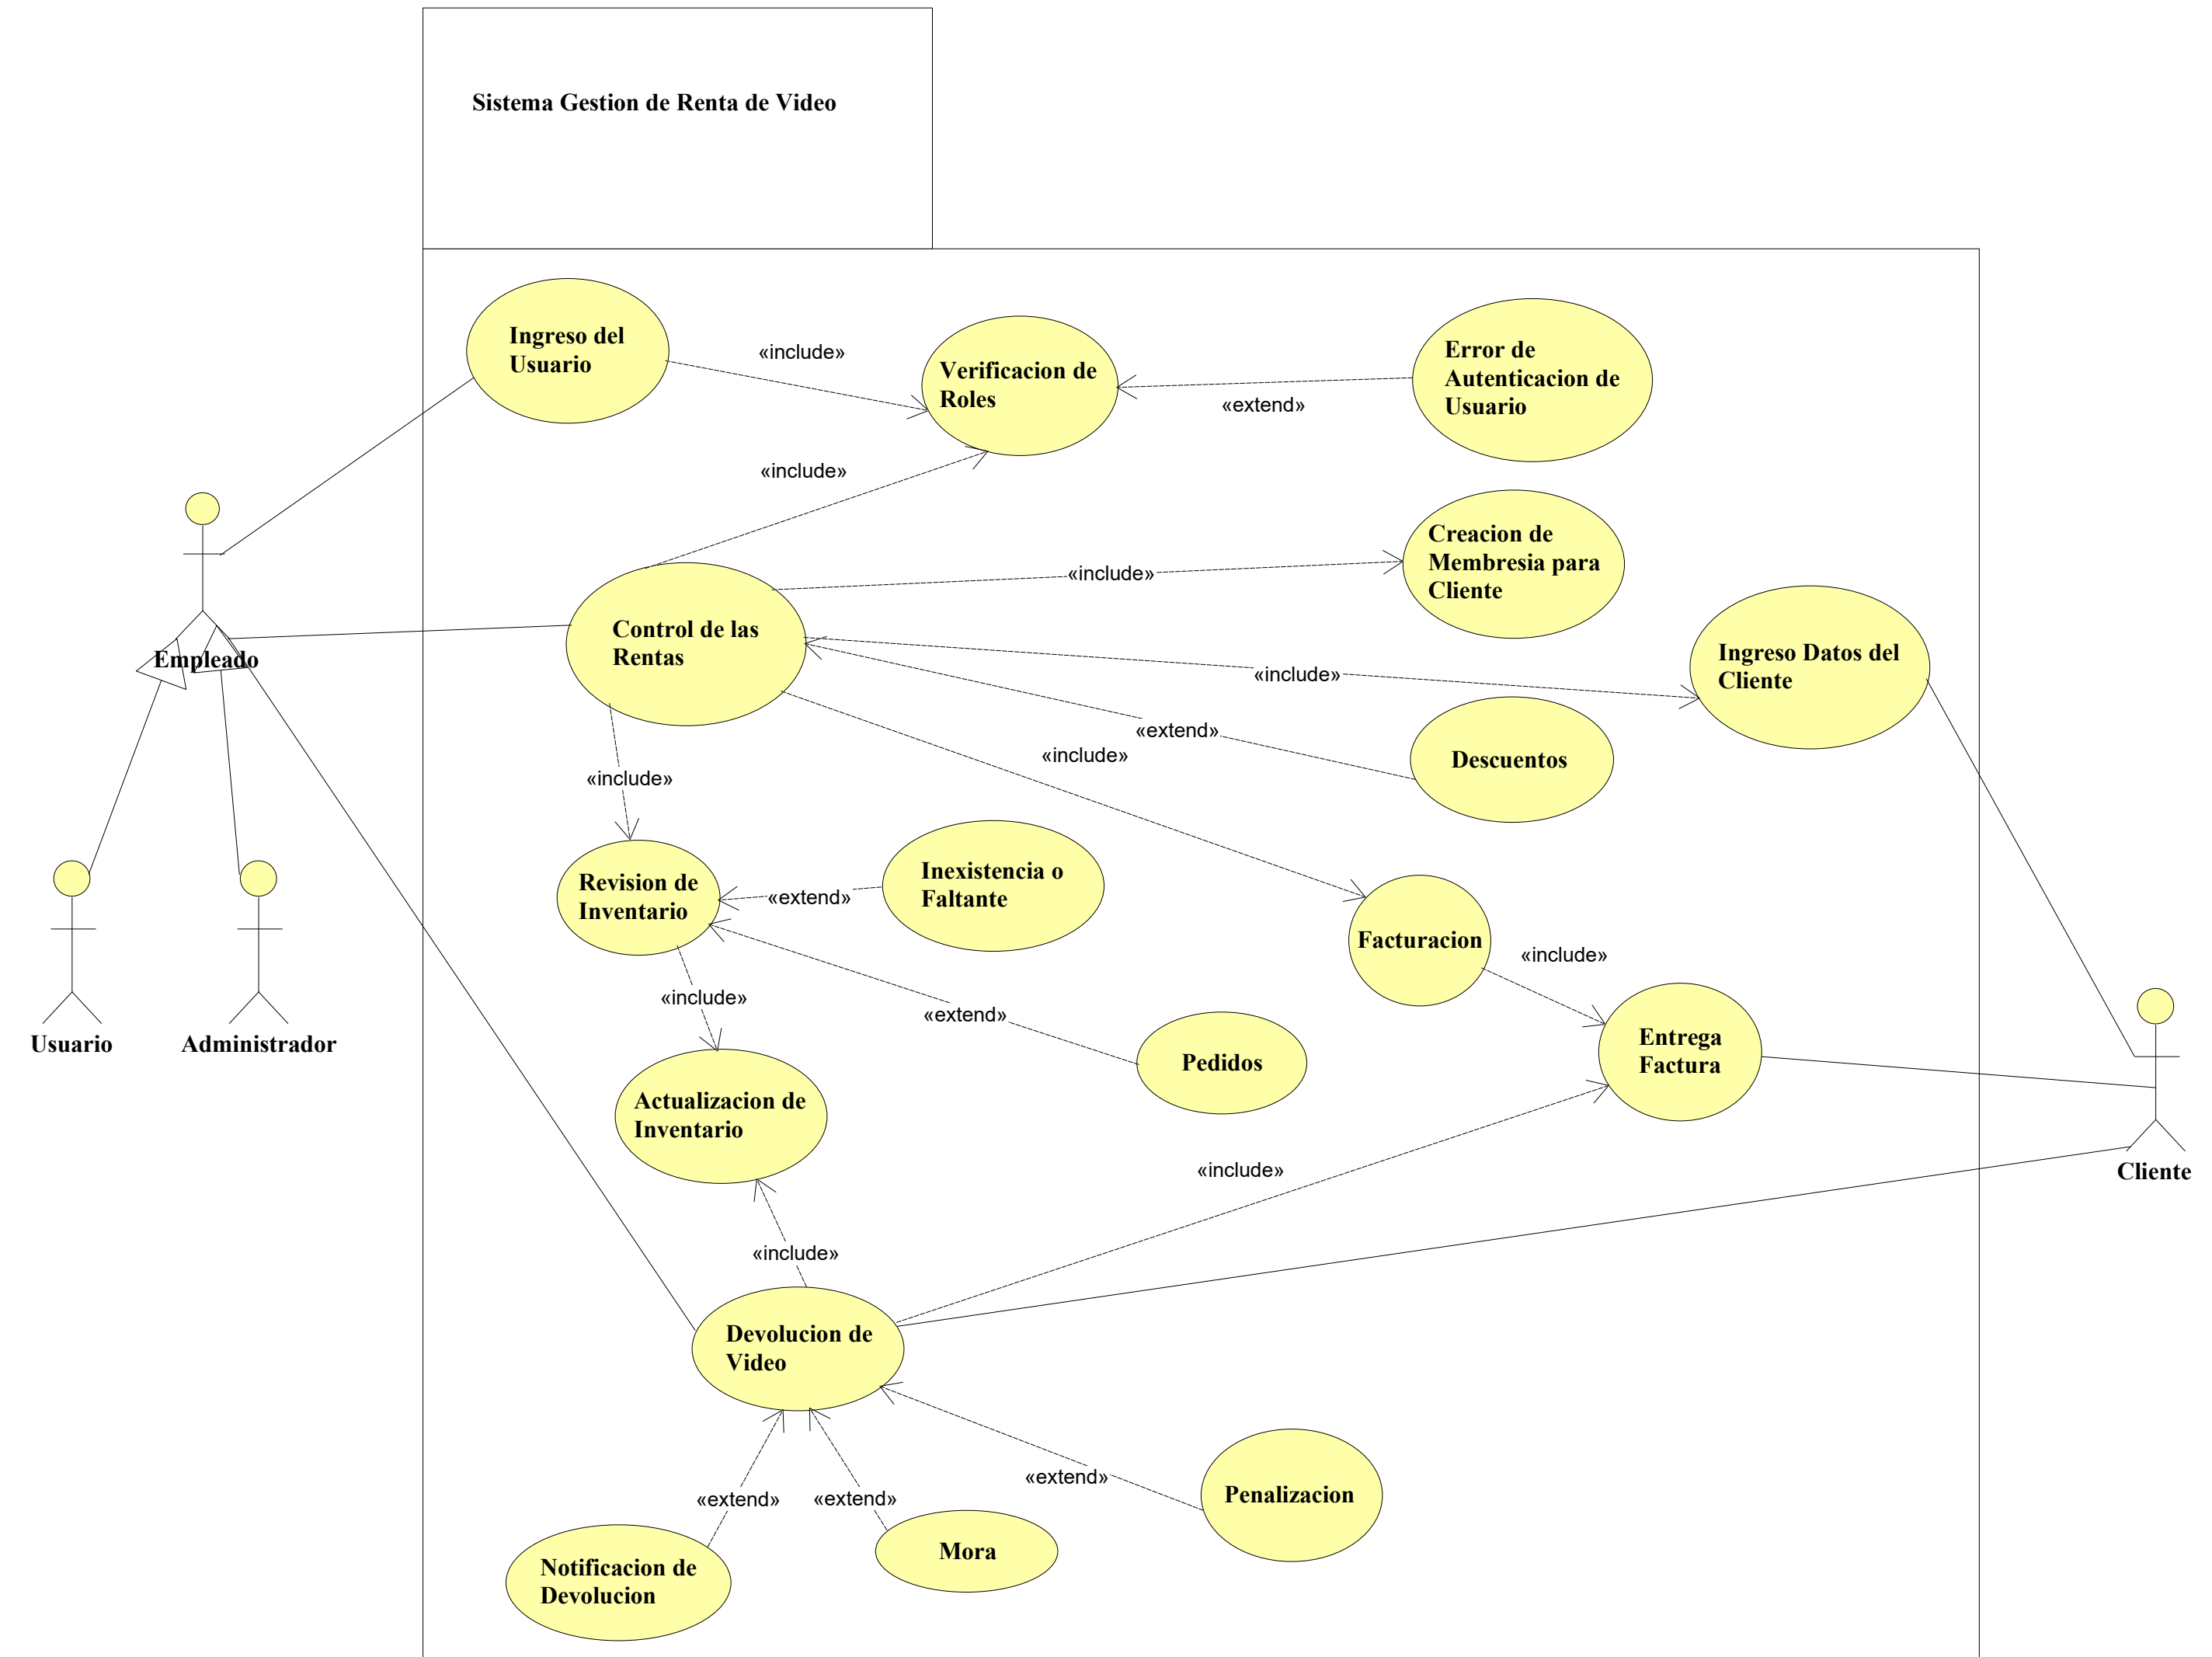 Sistema Gestion de Renta de Video
Ingreso del
Usuario
«include»
Verificacion de
Roles
«extend»
Error de
Autenticacion de
Usuario
«include»
Creacion de
Membresia para
Cliente
«include»
Empleado
Control de las
Rentas
«include»
Ingreso Datos del
Cliente
«extend»
Descuentos
«include»
«include»
Revision de
Inventario
«extend»
Inexistencia o
Faltante
Facturacion
«include»
«include»
«extend»
Pedidos
Entrega
Factura
Usuario
Administrador
Actualizacion de
Inventario
«include»
Cliente
«include»
Devolucion de
Video
«extend»
«extend»
«extend»
Penalizacion
Mora
Notificacion de
Devolucion